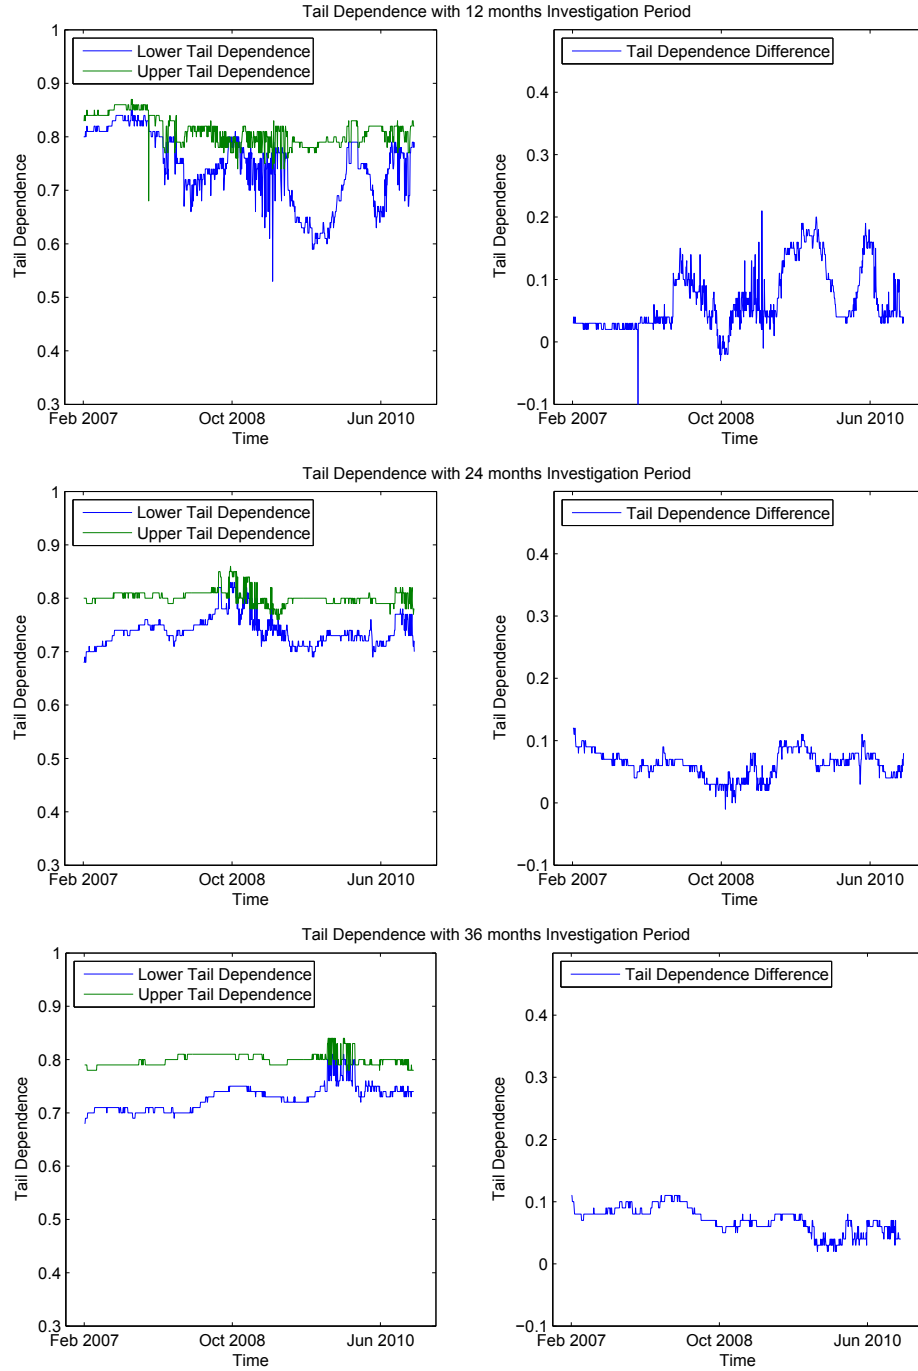 Tail Dependence with 12 months Investigation Period
1
0.9
0.8
0.7
0.6
0.5
0.4
0.3
Tail Dependence
Lower Tail Dependence
Upper Tail Dependence
Feb 2007 Oct 2008 Jun 2010
Time
0.4
0.3
0.2
0.1
0
−0.1
Tail Dependence
Tail Dependence Difference
Feb 2007 Oct 2008 Jun 2010
Time
Tail Dependence with 24 months Investigation Period
1
0.9
0.8
0.7
0.6
0.5
0.4
0.3
Tail Dependence
Lower Tail Dependence
Upper Tail Dependence
Feb 2007 Oct 2008 Jun 2010
Time
0.4
0.3
0.2
0.1
0
−0.1
Tail Dependence
Tail Dependence Difference
Feb 2007 Oct 2008 Jun 2010
Time
Tail Dependence with 36 months Investigation Period
1
0.9
0.8
0.7
0.6
0.5
0.4
0.3
Tail Dependence
Lower Tail Dependence
Upper Tail Dependence
Feb 2007 Oct 2008 Jun 2010
Time
0.4
0.3
0.2
0.1
0
−0.1
Tail Dependence
Tail Dependence Difference
Feb 2007 Oct 2008 Jun 2010
Time